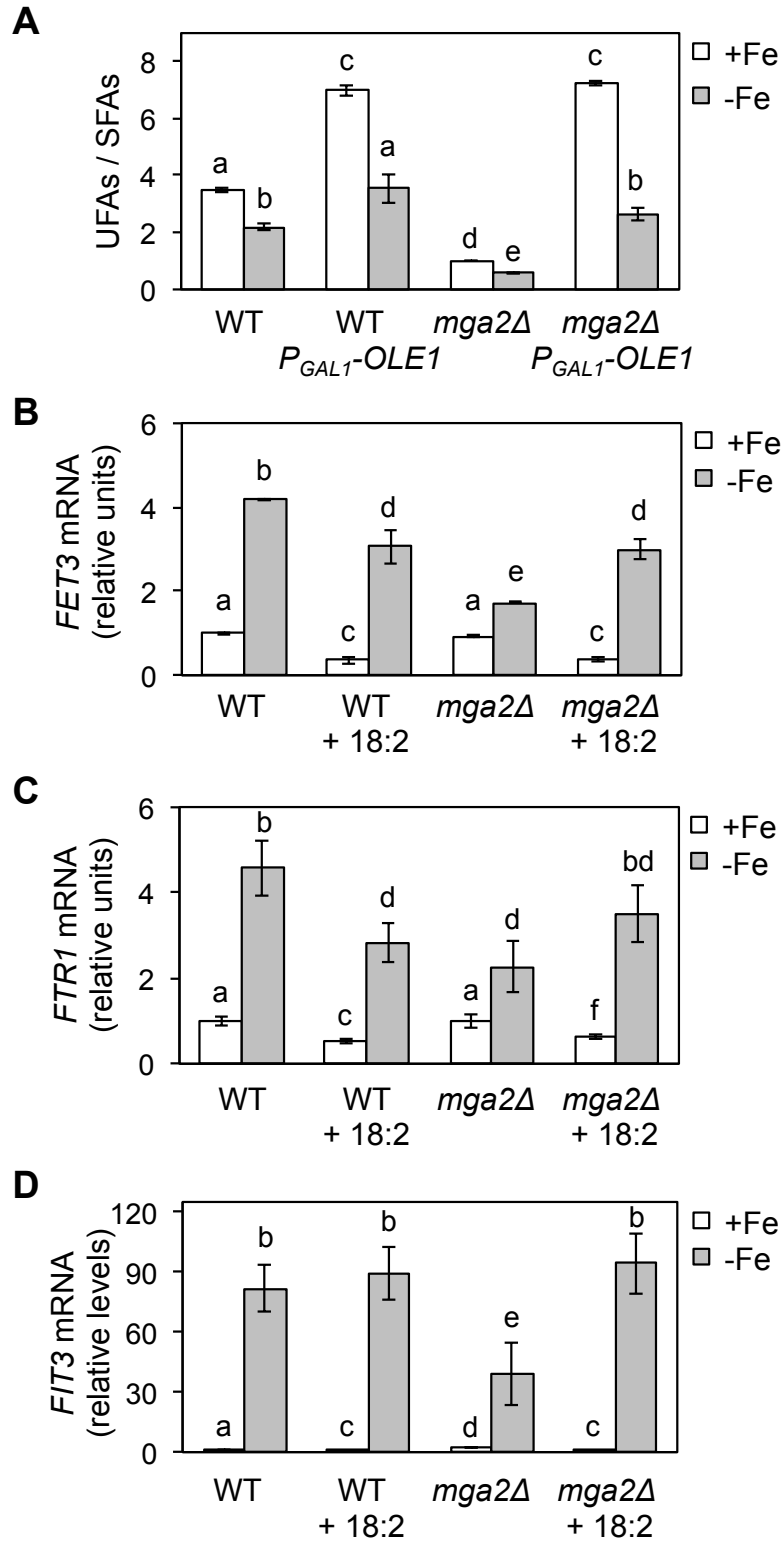 A
UFAs / SFAs
8
6
4
2
0
a
b
c
a
d
e
c
b
+Fe
-Fe
WT
WT
mga2Δ
mga2Δ
P_GAL1-OLE1
P_GAL1-OLE1
B
FET3 mRNA
(relative units)
6
4
2
0
a
b
c
d
a
e
c
d
+Fe
-Fe
WT
WT
mga2Δ
mga2Δ
+ 18:2
+ 18:2
C
FTR1 mRNA
(relative units)
6
4
2
0
a
b
c
d
a
d
f
bd
+Fe
-Fe
WT
WT
mga2Δ
mga2Δ
+ 18:2
+ 18:2
D
FIT3 mRNA
(relative levels)
120
90
60
30
0
a
b
c
b
d
e
c
b
+Fe
-Fe
WT
WT
mga2Δ
mga2Δ
+ 18:2
+ 18:2